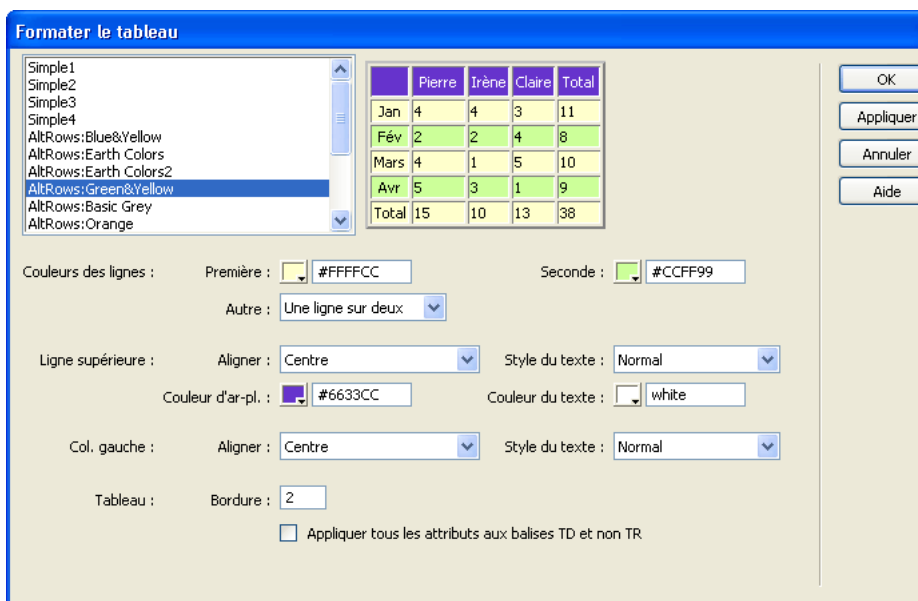 Formater le tableau
Simple1
Simple2
Simple3
Simple4
AltRows:Blue&Yellow
AltRows:Earth Colors
AltRows:Earth Colors2
AltRows:Green&Yellow
AltRows:Basic Grey
AltRows:Orange
Pierre Irène Claire Total
Jan 4 4 3 11
Fév 2 2 4 8
Mars 4 1 5 10
Avr 5 3 1 9
Total 15 10 13 38
OK
Appliquer
Annuler
Aide
Couleurs des lignes : Première : #FFFFCC Seconde : #CCFF99
Autre : Une ligne sur deux
Ligne supérieure : Aligner : Centre Style du texte : Normal
Couleur d'ar-pl. : #6633CC Couleur du texte : white
Col. gauche : Aligner : Centre Style du texte : Normal
Tableau : Bordure : 2
Appliquer tous les attributs aux balises TD et non TR